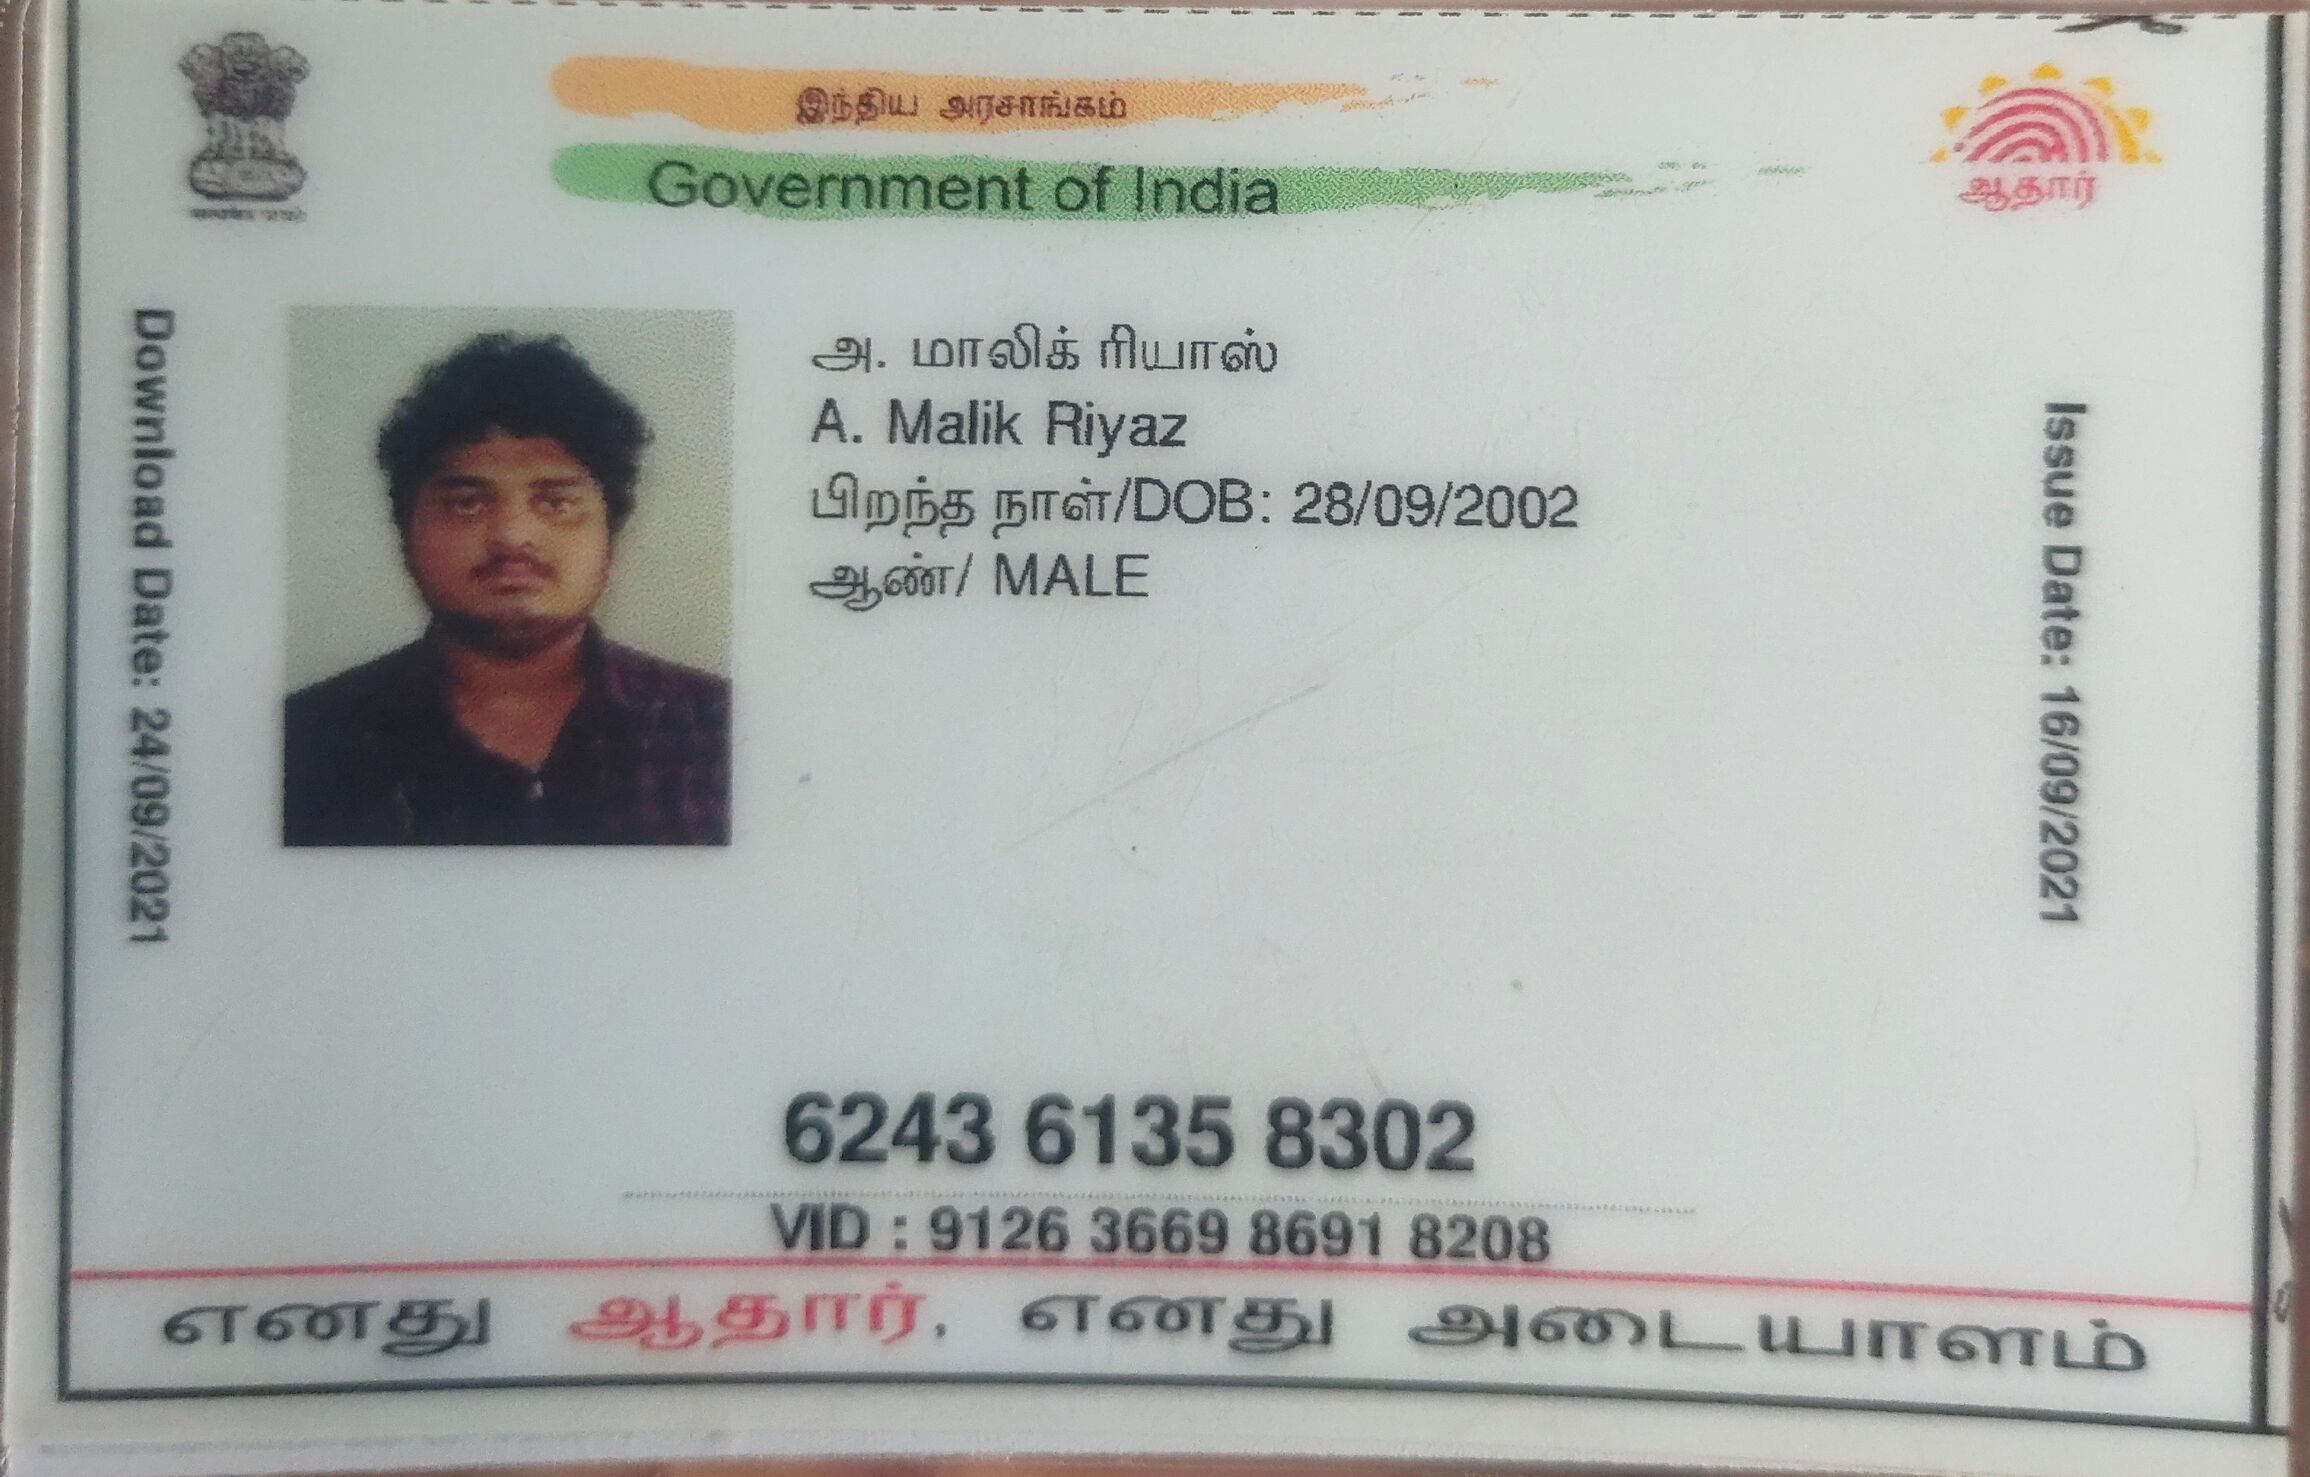 இந்திய அரசாங்கம்
Government of India
ஆதார்
Download Date: 24/09/2021
அ. மாலிக் ரியாஸ்
A. Malik Riyaz
பிறந்த நாள்/DOB: 28/09/2002
ஆண்/ MALE
Issue Date: 16/09/2021
6243 6135 8302
VID : 9126 3669 8691 8208
எனது ஆதார், எனது அடையாளம்